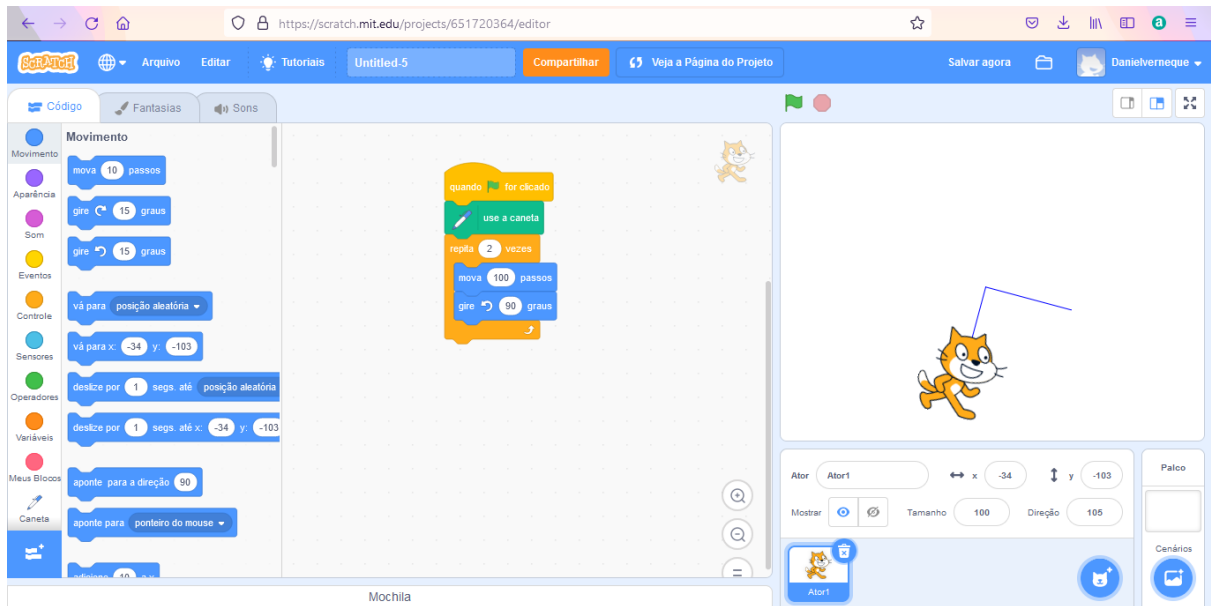 https://scratch.mit.edu/projects/651720364/editor
SCRATCH Arquivo Editar Tutoriais Untitled-5 Compartilhar Veja a Página do Projeto Salvar agora Danielverneque
Código Fantasias Sons
Movimento
Aparência
Som
Eventos
Controle
Sensores
Operadores
Variáveis
Meus Blocos
Caneta
Movimento
mova 10 passos
gire 15 graus
gire 15 graus
vá para posição aleatória
vá para x: -34 y: -103
deslize por 1 segs. até posição aleatória
deslize por 1 segs. até x: -34 y: -103
aponte para a direção 90
aponte para ponteiro do mouse
adicione 10 a x
quando for clicado
use a caneta
repita 2 vezes
mova 100 passos
gire 90 graus
Ator Ator1 x -34 y -103
Mostrar Tamanho 100 Direção 105
Ator1
Palco
Cenários
Mochila